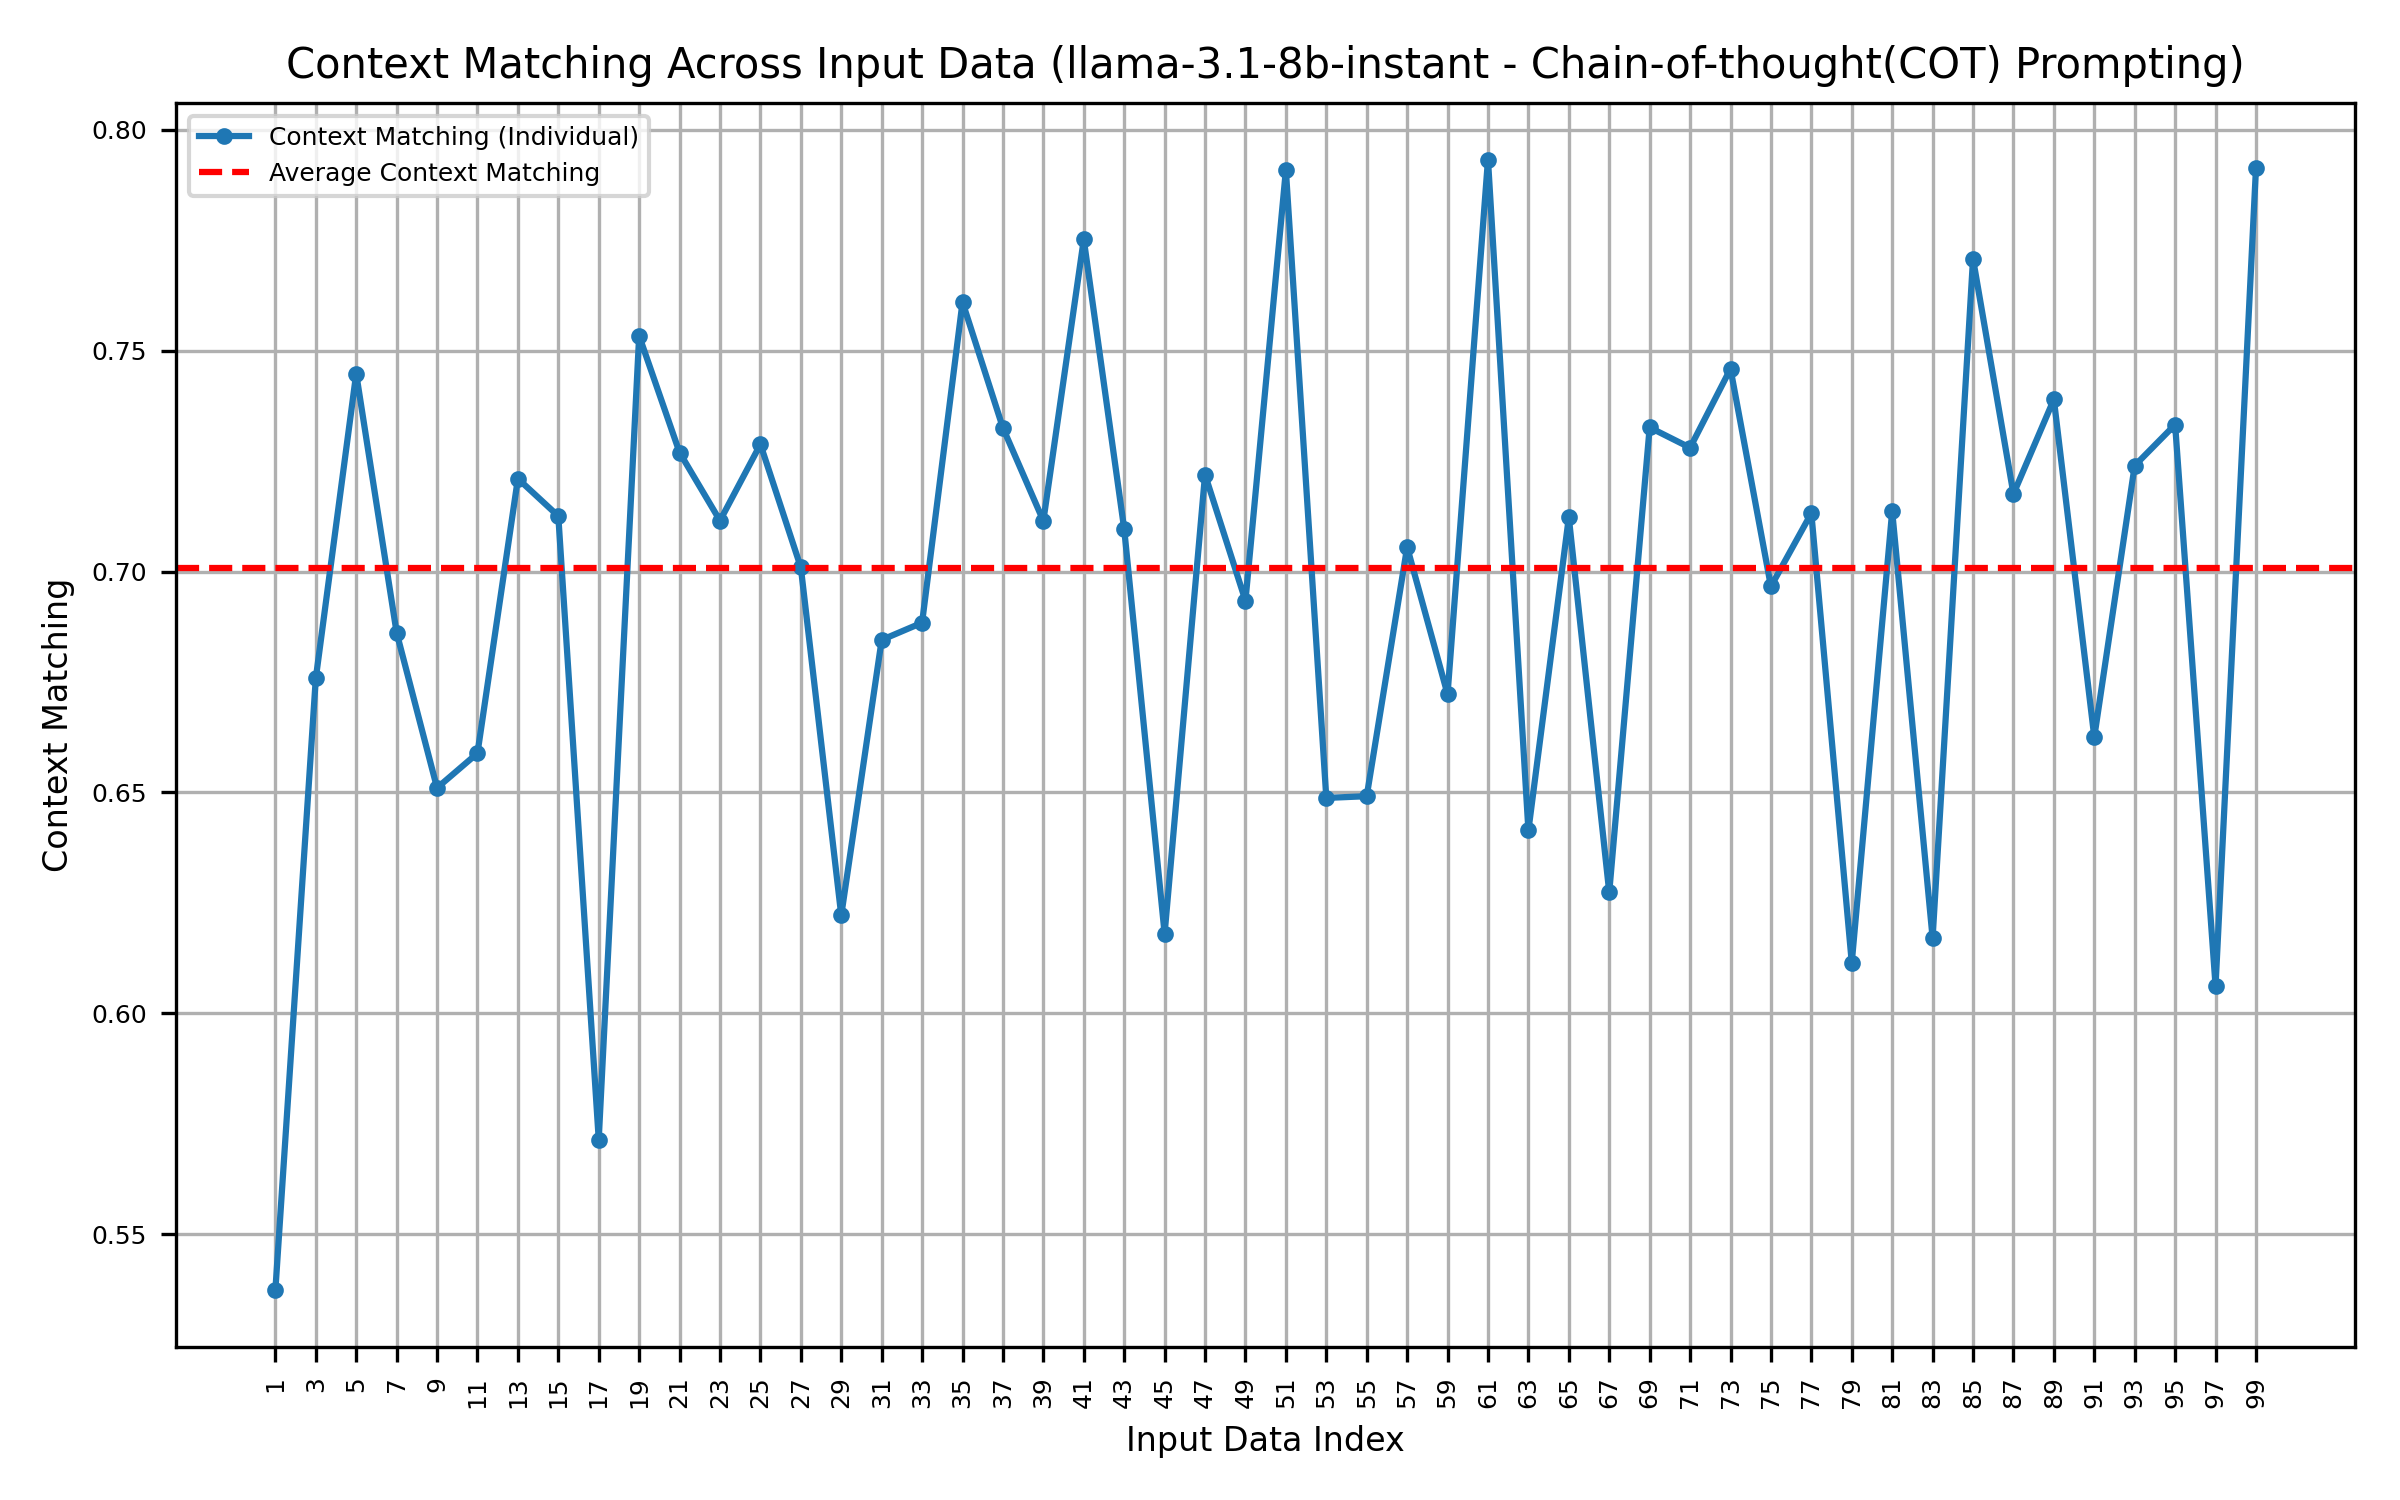 Context Matching Across Input Data (llama-3.1-8b-instant - Chain-of-thought(COT) Prompting)
Context Matching (Individual)
Average Context Matching
0.80
0.75
0.70
0.65
0.60
0.55
Context Matching
1 3 5 7 9 11 13 15 17 19 21 23 25 27 29 31 33 35 37 39 41 43 45 47 49 51 53 55 57 59 61 63 65 67 69 71 73 75 77 79 81 83 85 87 89 91 93 95 97 99
Input Data Index